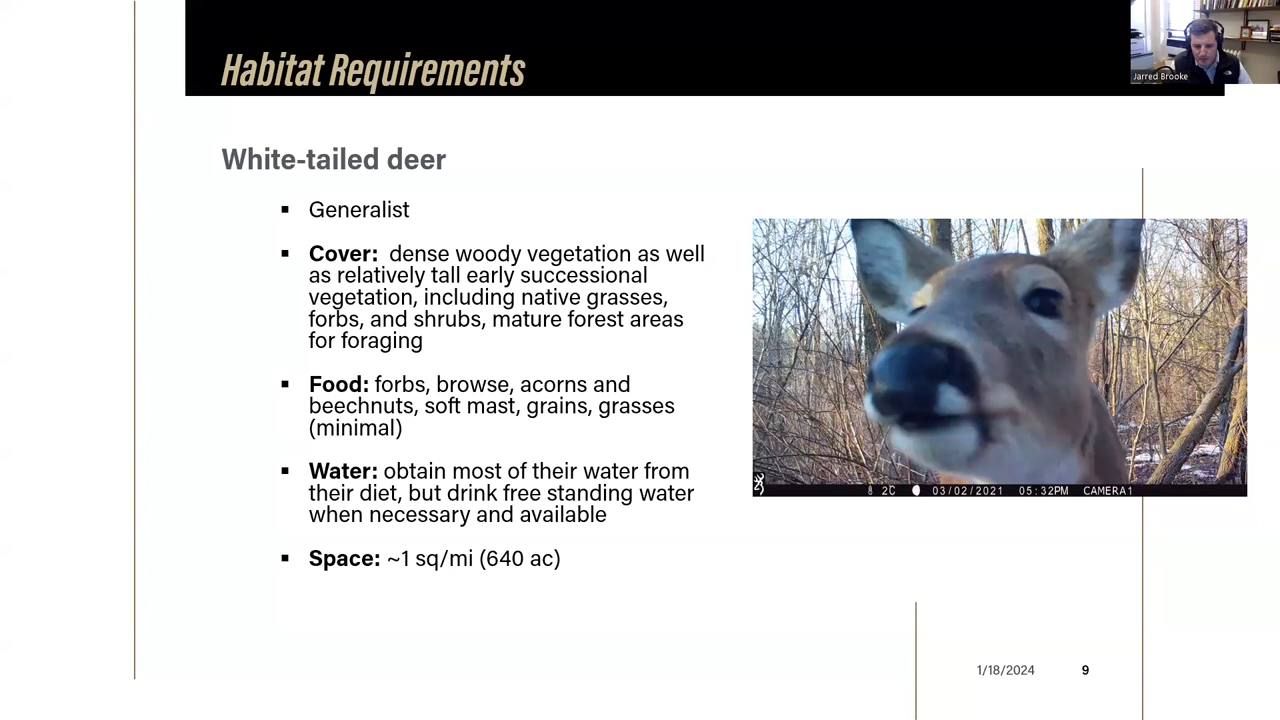 Habitat Requirements
Jarred Brooke
White-tailed deer
▪ Generalist
▪ Cover:  dense woody vegetation as well
as relatively tall early successional
vegetation, including native grasses,
forbs, and shrubs, mature forest areas
for foraging
▪ Food: forbs, browse, acorns and
beechnuts, soft mast, grains, grasses
(minimal)
▪ Water: obtain most of their water from
their diet, but drink free standing water
when necessary and available
▪ Space: ~1 sq/mi (640 ac)
8 2C 03/02/2021 05:32PM CAMERA1
1/18/2024 9